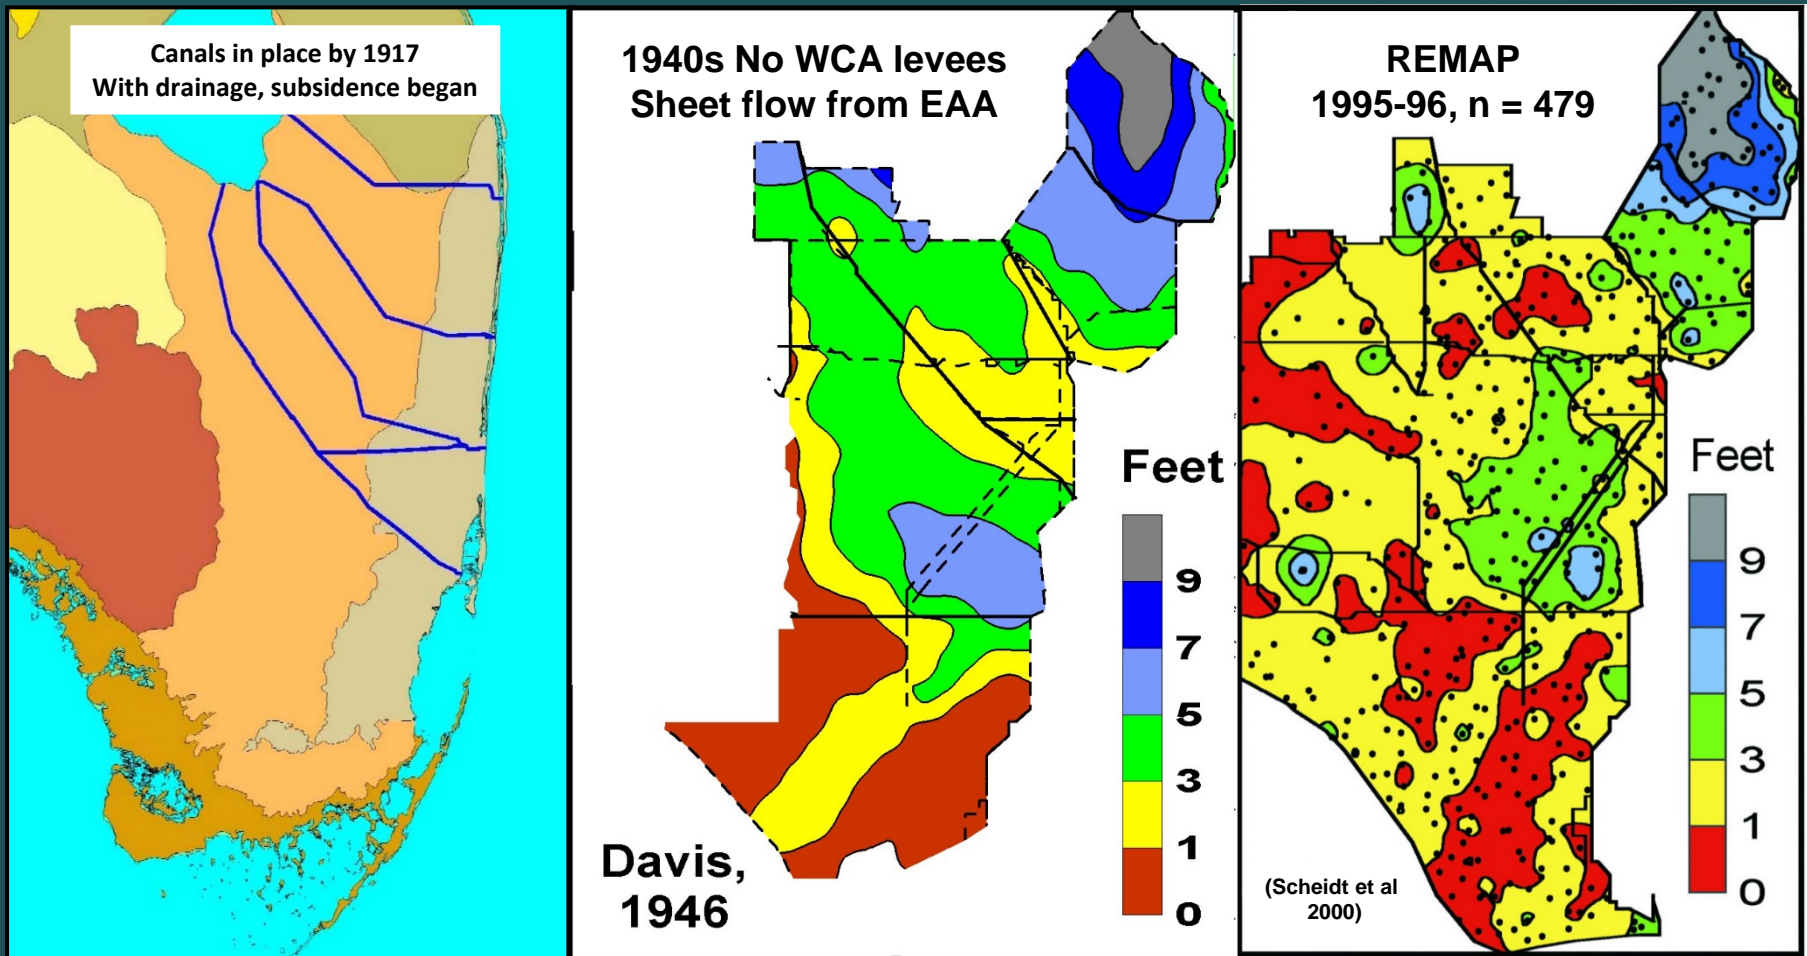 Canals in place by 1917
With drainage, subsidence began
1940s No WCA levees
Sheet flow from EAA
Feet
9
7
5
3
1
0
Davis,
1946
REMAP
1995-96, n = 479
Feet
9
7
5
3
1
0
(Scheidt et al
2000)